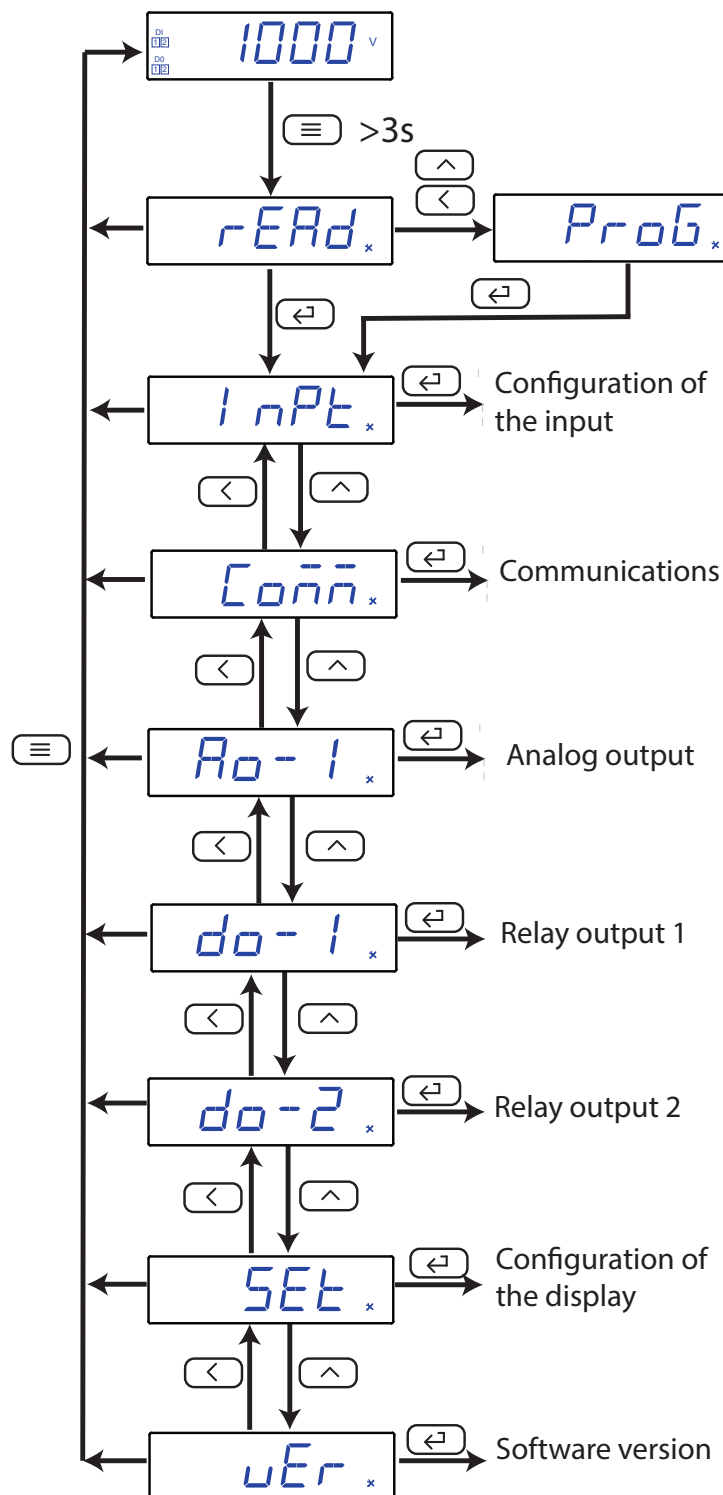 DI
1 2
DO
1 2
1000 V
>3s
rEAd
ProG
InPt
Configuration of
the input
Comm
Communications
Ao-1
Analog output
do-1
Relay output 1
do-2
Relay output 2
SEt
Configuration of
the display
vEr
Software version